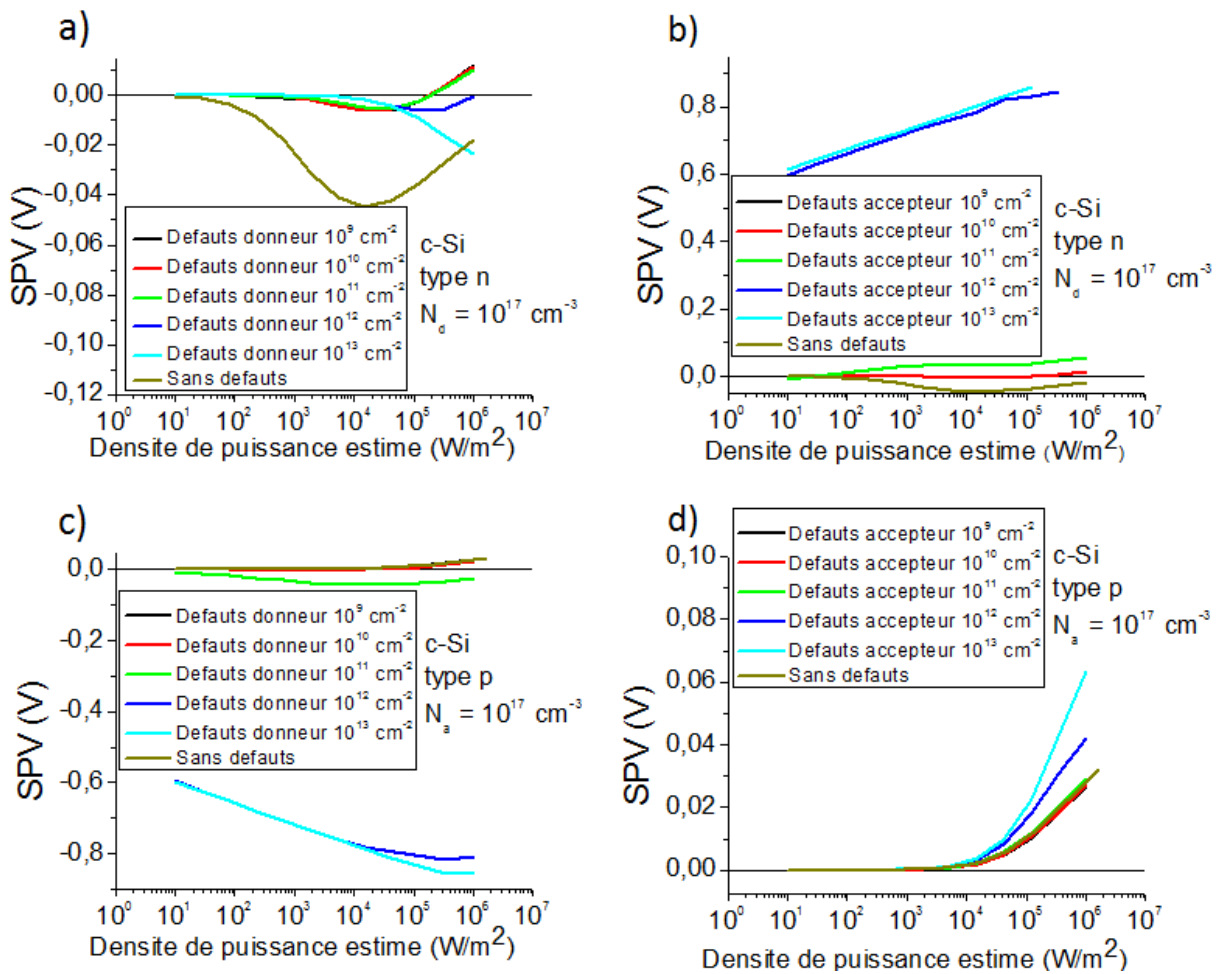 a)
0,00
-0,02
-0,04
-0,06
-0,08
-0,10
-0,12
SPV (V)
Defauts donneur 10⁹ cm⁻²
Defauts donneur 10¹⁰ cm⁻²
Defauts donneur 10¹¹ cm⁻²
Defauts donneur 10¹² cm⁻²
Defauts donneur 10¹³ cm⁻²
Sans defauts
c-Si
type n
N_d = 10¹⁷ cm⁻³
10⁰ 10¹ 10² 10³ 10⁴ 10⁵ 10⁶ 10⁷
Densite de puissance estime (W/m²)
b)
0,8
0,6
0,4
0,2
0,0
SPV (V)
Defauts accepteur 10⁹ cm⁻²
Defauts accepteur 10¹⁰ cm⁻²
Defauts accepteur 10¹¹ cm⁻²
Defauts accepteur 10¹² cm⁻²
Defauts accepteur 10¹³ cm⁻²
Sans defauts
c-Si
type n
N_d = 10¹⁷ cm⁻³
10⁰ 10¹ 10² 10³ 10⁴ 10⁵ 10⁶ 10⁷
Densite de puissance estime (W/m²)
c)
0,0
-0,2
-0,4
-0,6
-0,8
SPV (V)
Defauts donneur 10⁹ cm⁻²
Defauts donneur 10¹⁰ cm⁻²
Defauts donneur 10¹¹ cm⁻²
Defauts donneur 10¹² cm⁻²
Defauts donneur 10¹³ cm⁻²
Sans defauts
c-Si
type p
N_a = 10¹⁷ cm⁻³
10⁰ 10¹ 10² 10³ 10⁴ 10⁵ 10⁶ 10⁷
Densite de puissance estime (W/m²)
d)
0,10
0,08
0,06
0,04
0,02
0,00
SPV (V)
Defauts accepteur 10⁹ cm⁻²
Defauts accepteur 10¹⁰ cm⁻²
Defauts accepteur 10¹¹ cm⁻²
Defauts accepteur 10¹² cm⁻²
Defauts accepteur 10¹³ cm⁻²
Sans defauts
c-Si
type p
N_a = 10¹⁷ cm⁻³
10⁰ 10¹ 10² 10³ 10⁴ 10⁵ 10⁶ 10⁷
Densite de puissance estime (W/m²)